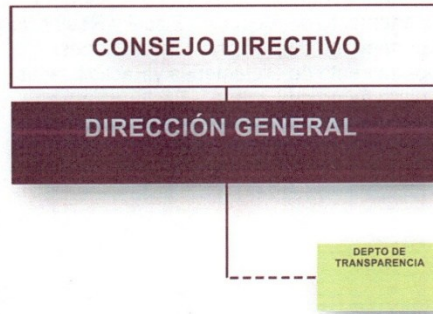 CONSEJO DIRECTIVO
DIRECCIÓN GENERAL
DEPTO DE
TRANSPARENCIA